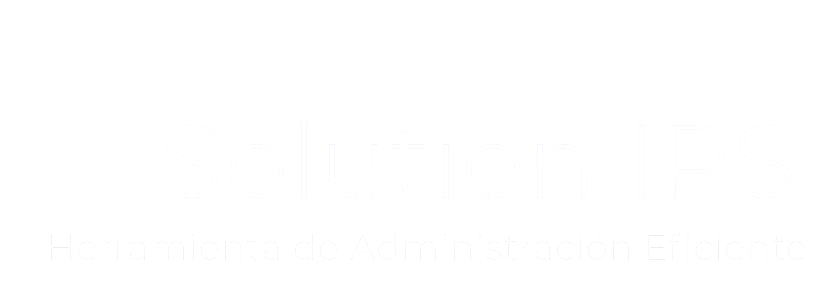 Solution IPS
Herramienta de Administracion Eficiente